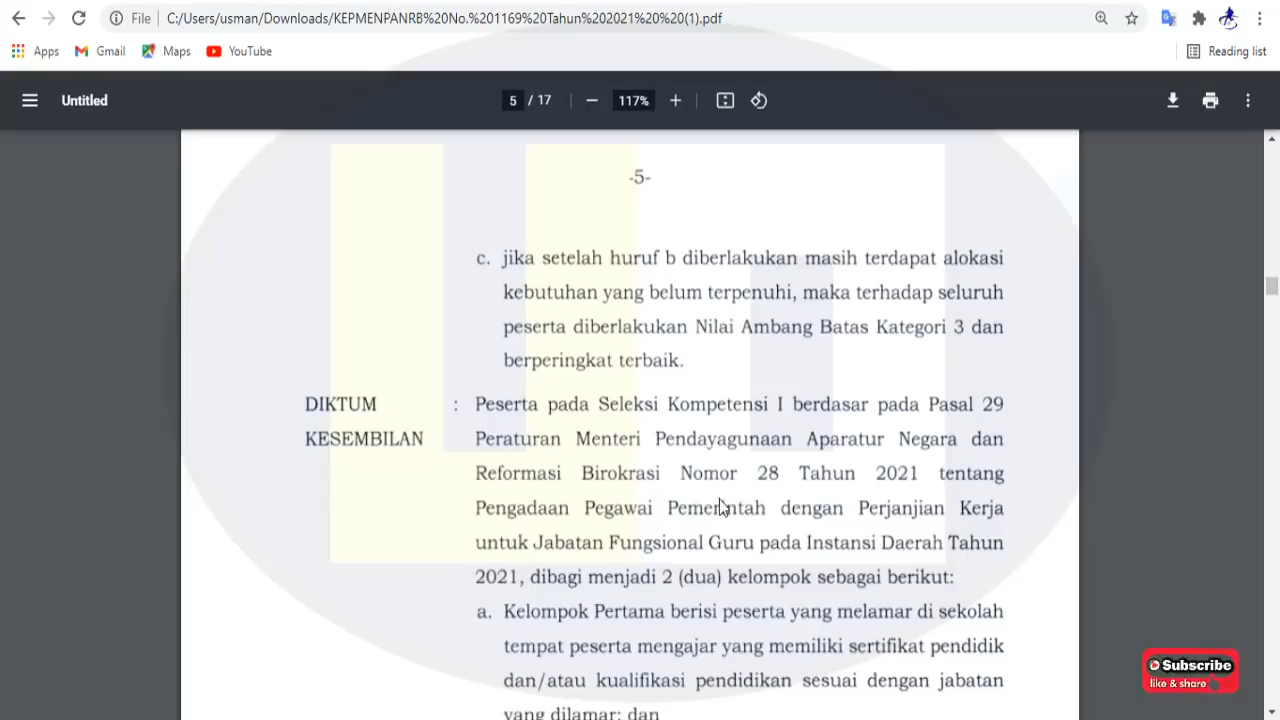 File C:/Users/usman/Downloads/KEPMENPANRB%20No.%201169%20Tahun%202021%20%20(1).pdf
Apps Gmail Maps YouTube Reading list
Untitled 5 / 17 117%
-5-
c. jika setelah huruf b diberlakukan masih terdapat alokasi
kebutuhan yang belum terpenuhi, maka terhadap seluruh
peserta diberlakukan Nilai Ambang Batas Kategori 3 dan
berperingkat terbaik.
DIKTUM : Peserta pada Seleksi Kompetensi I berdasar pada Pasal 29
KESEMBILAN Peraturan Menteri Pendayagunaan Aparatur Negara dan
Reformasi Birokrasi Nomor 28 Tahun 2021 tentang
Pengadaan Pegawai Pemerintah dengan Perjanjian Kerja
untuk Jabatan Fungsional Guru pada Instansi Daerah Tahun
2021, dibagi menjadi 2 (dua) kelompok sebagai berikut:
a. Kelompok Pertama berisi peserta yang melamar di sekolah
tempat peserta mengajar yang memiliki sertifikat pendidik
dan/atau kualifikasi pendidikan sesuai dengan jabatan
yang dilamar; dan
Subscribe
like & share